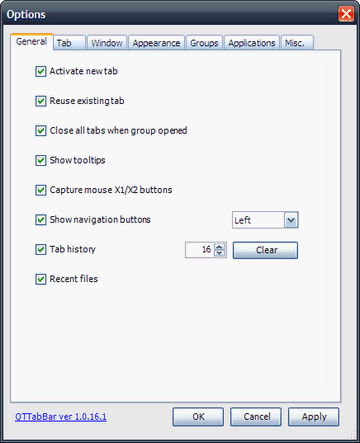 Options
General Tab Window Appearance Groups Applications Misc.
Activate new tab
Reuse existing tab
Close all tabs when group opened
Show tooltips
Capture mouse X1/X2 buttons
Show navigation buttons Left
Tab history 16 Clear
Recent files
QTTabBar ver 1.0.16.1 OK Cancel Apply